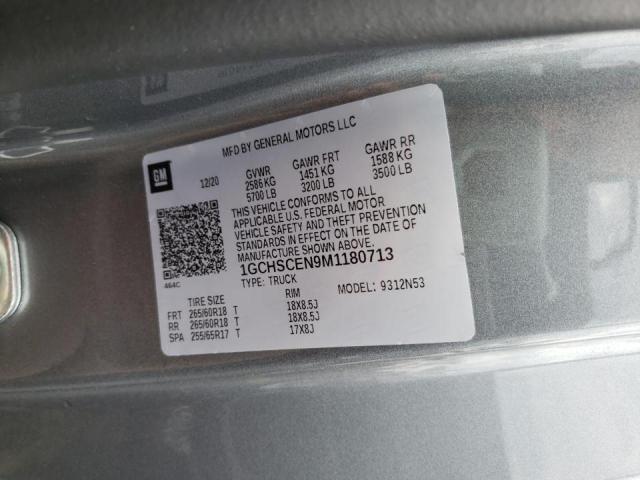 MFD BY GENERAL MOTORS LLC
GM
12/20
GVWR GAWR FRT GAWR RR
2586 KG 1451 KG 1588 KG
5700 LB 3200 LB 3500 LB
THIS VEHICLE CONFORMS TO ALL
APPLICABLE U.S. FEDERAL MOTOR
VEHICLE SAFETY AND THEFT PREVENTION
STANDARDS IN EFFECT ON THE DATE OF
MANUFACTURE SHOWN ABOVE.
464C
1GCHSCEN9M1180713
TYPE: TRUCK
MODEL: 9312N53
TIRE SIZE RIM
FRT 265/60R18 T 18X8.5J
RR 265/60R18 T 18X8.5J
SPA 255/65R17 T 17X8J